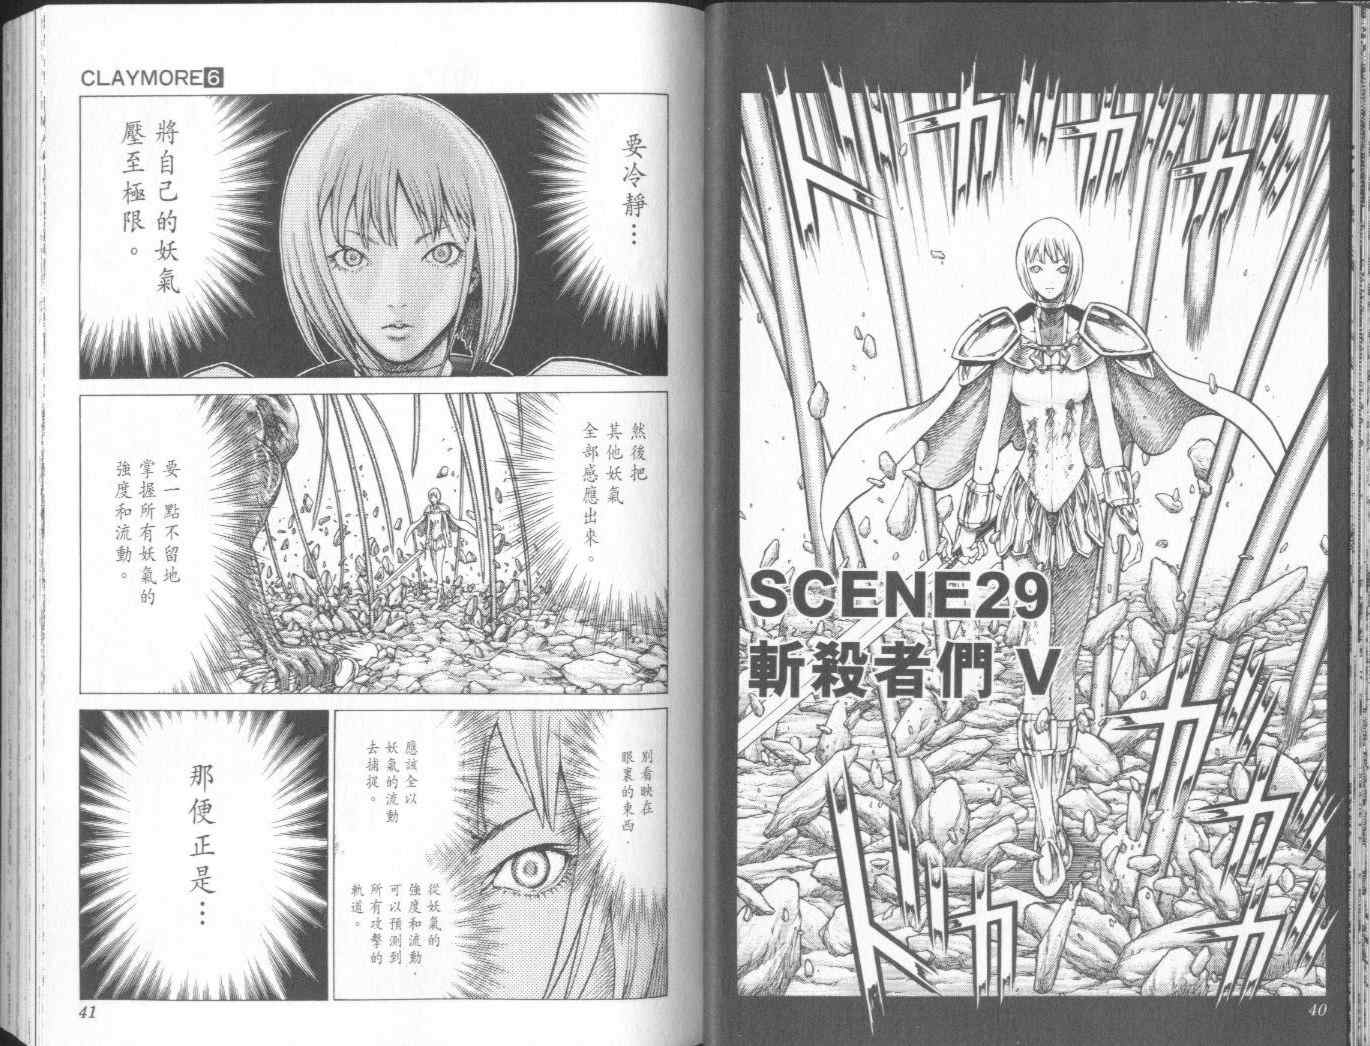 ドカカカ
SCENE29
斬殺者們 V
カカ
ドドカ
40
CLAYMORE6
要冷靜…
將自己的妖氣
壓至極限。
然後把
其他妖氣
全部感應出來。
要一點不留地
掌握所有妖氣的
強度和流動。
別看映在
眼裏的東西.
應該全以
妖氣的流動
去捕捉。
從妖氣的
強度和流動.
可以預測到
所有攻擊的
軌道。
那便正是…
41